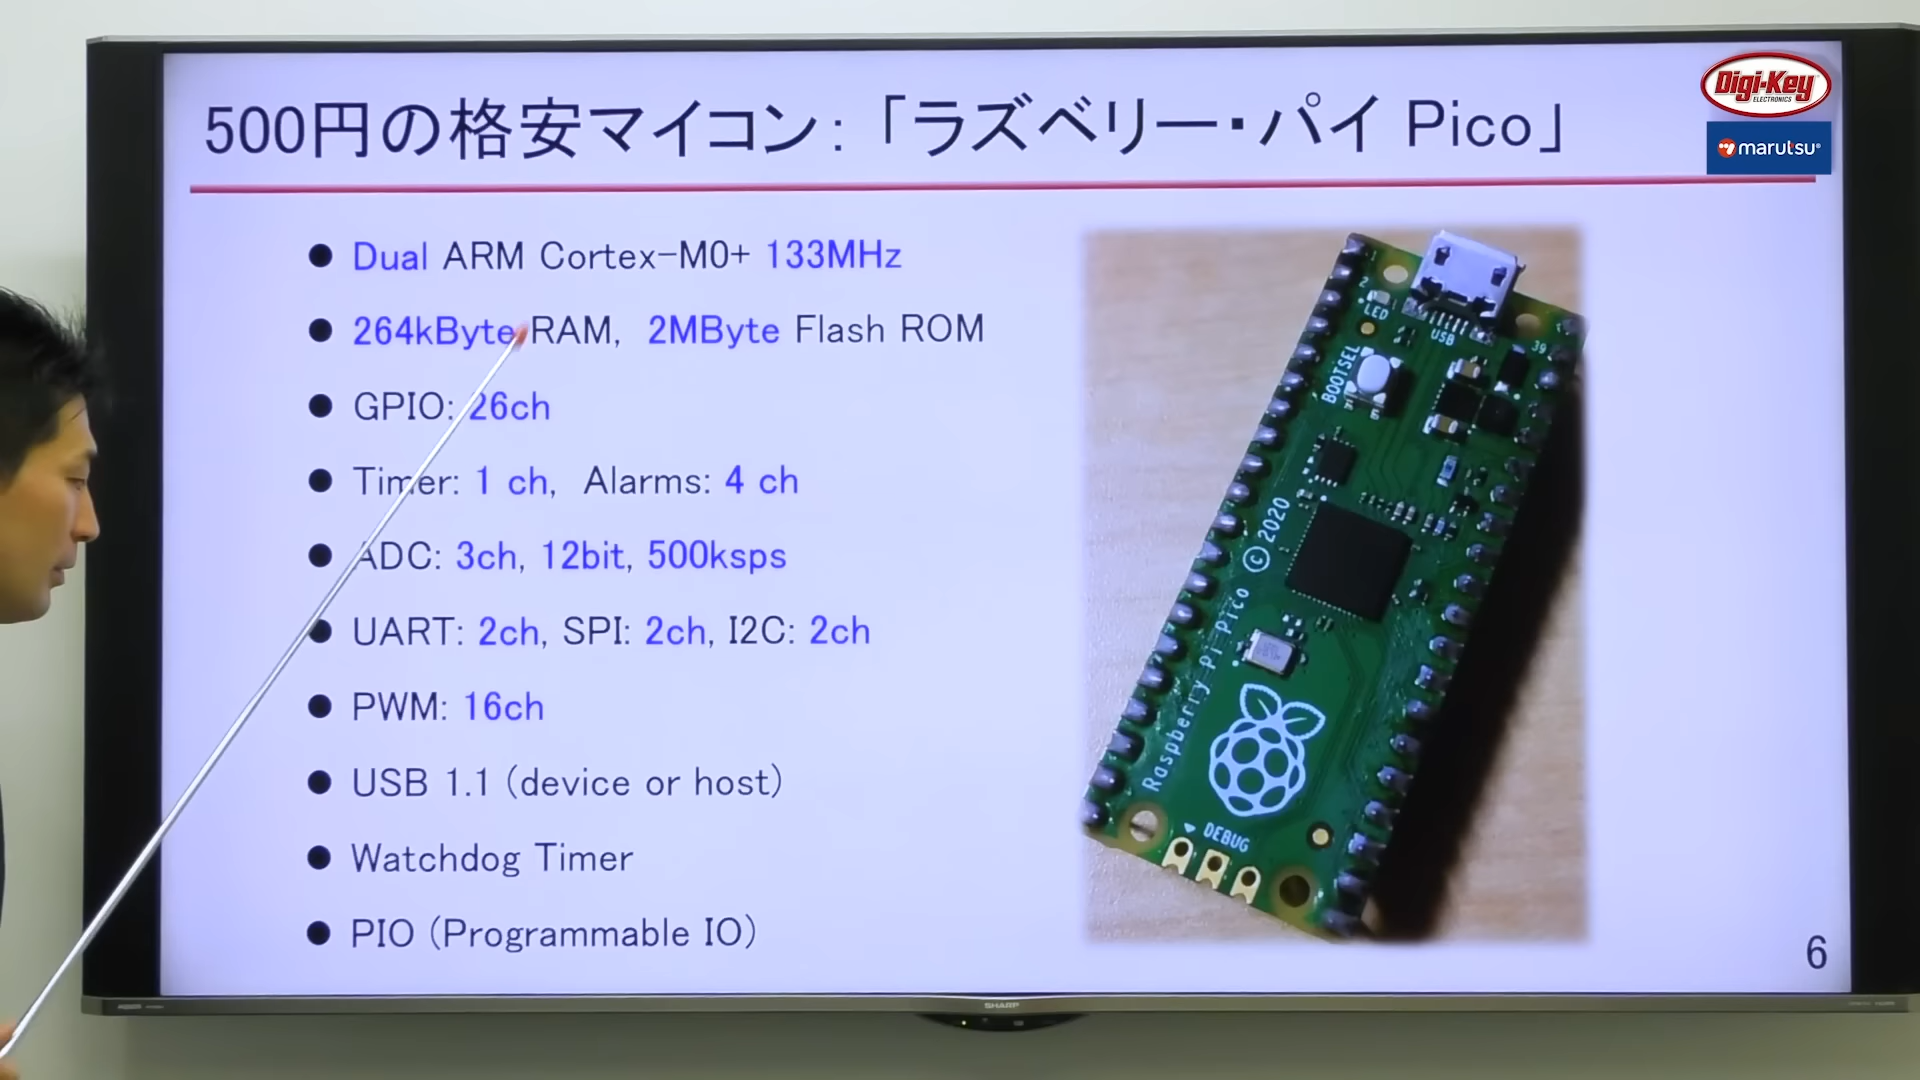 500円の格安マイコン：「ラズベリー・パイ Pico」
Digi-Key
ELECTRONICS
marutsu
● Dual ARM Cortex-M0+ 133MHz
● 264kByte RAM, 2MByte Flash ROM
● GPIO: 26ch
● Timer: 1 ch, Alarms: 4 ch
● ADC: 3ch, 12bit, 500ksps
● UART: 2ch, SPI: 2ch, I2C: 2ch
● PWM: 16ch
● USB 1.1 (device or host)
● Watchdog Timer
● PIO (Programmable IO)
1
2
LED
USB
39
BOOTSEL
Raspberry Pi Pico © 2020
DEBUG
6
SHARP